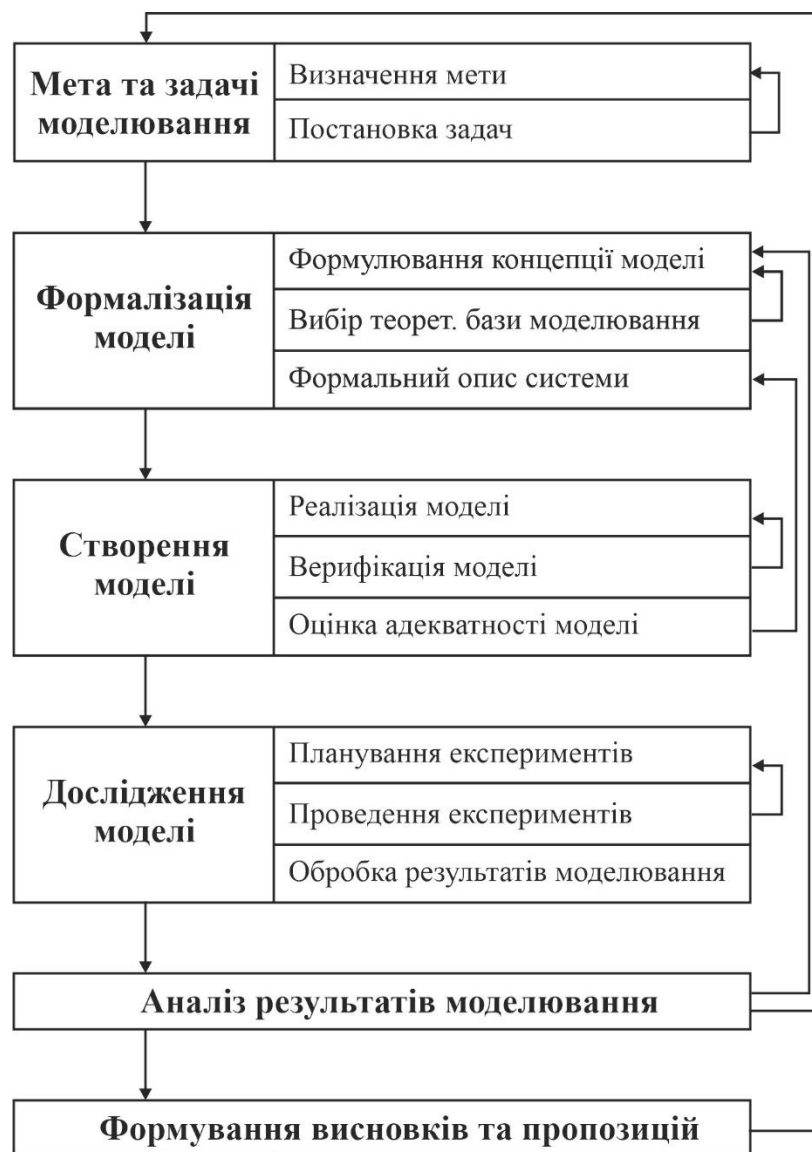 Мета та задачі
моделювання
Визначення мети
Постановка задач
Формалізація
моделі
Формулювання концепції моделі
Вибір теорет. бази моделювання
Формальний опис системи
Створення
моделі
Реалізація моделі
Верифікація моделі
Оцінка адекватності моделі
Дослідження
моделі
Планування експериментів
Проведення експериментів
Обробка результатів моделювання
Аналіз результатів моделювання
Формування висновків та пропозицій